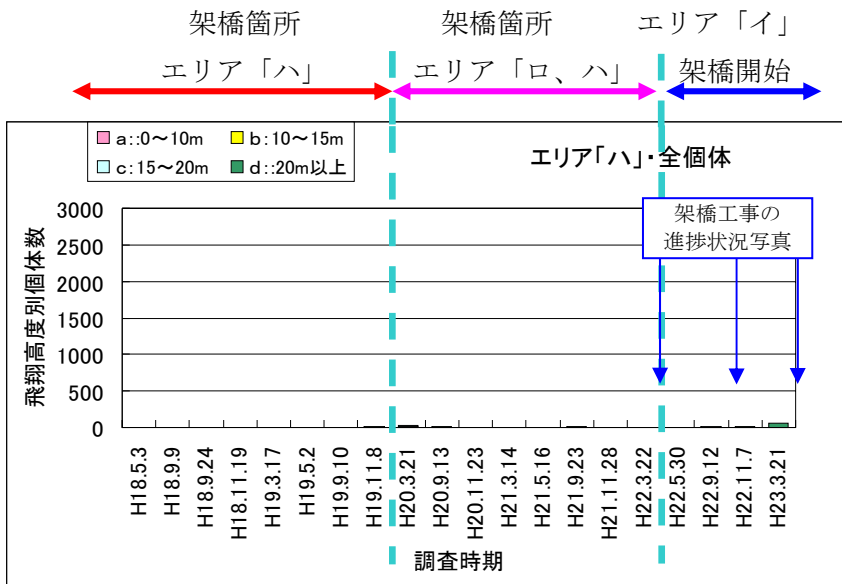 架橋箇所
エリア「ハ」
架橋箇所
エリア「ロ、ハ」
エリア「イ」
架橋開始
a::0～10m
b:10～15m
c:15～20m
d::20m以上
エリア「ハ」・全個体
架橋工事の
進捗状況写真
飛翔高度別個体数
3000
2500
2000
1500
1000
500
0
H18.5.3
H18.9.9
H18.9.24
H18.11.19
H19.3.17
H19.5.2
H19.9.10
H19.11.8
H20.3.21
H20.9.13
H20.11.23
H21.3.14
H21.5.16
H21.9.23
H21.11.28
H22.3.22
H22.5.30
H22.9.12
H22.11.7
H23.3.21
調査時期